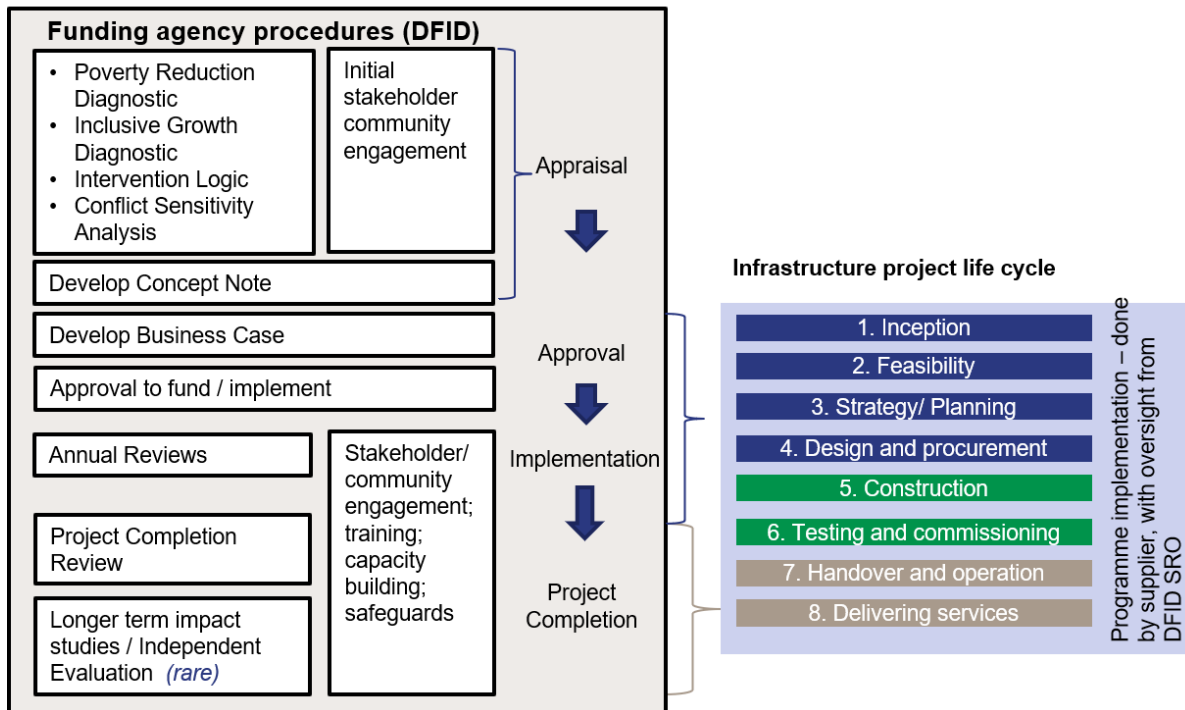 Funding agency procedures (DFID)
• Poverty Reduction
Diagnostic
• Inclusive Growth
Diagnostic
• Intervention Logic
• Conflict Sensitivity
Analysis
Initial
stakeholder
community
engagement
Develop Concept Note
Develop Business Case
Approval to fund / implement
Annual Reviews
Project Completion
Review
Longer term impact
studies / Independent
Evaluation (rare)
Stakeholder/
community
engagement;
training;
capacity
building;
safeguards
Appraisal
Approval
Implementation
Project
Completion
Infrastructure project life cycle
1. Inception
2. Feasibility
3. Strategy/ Planning
4. Design and procurement
5. Construction
6. Testing and commissioning
7. Handover and operation
8. Delivering services
Programme implementation – done
by supplier, with oversight from
DFID SRO